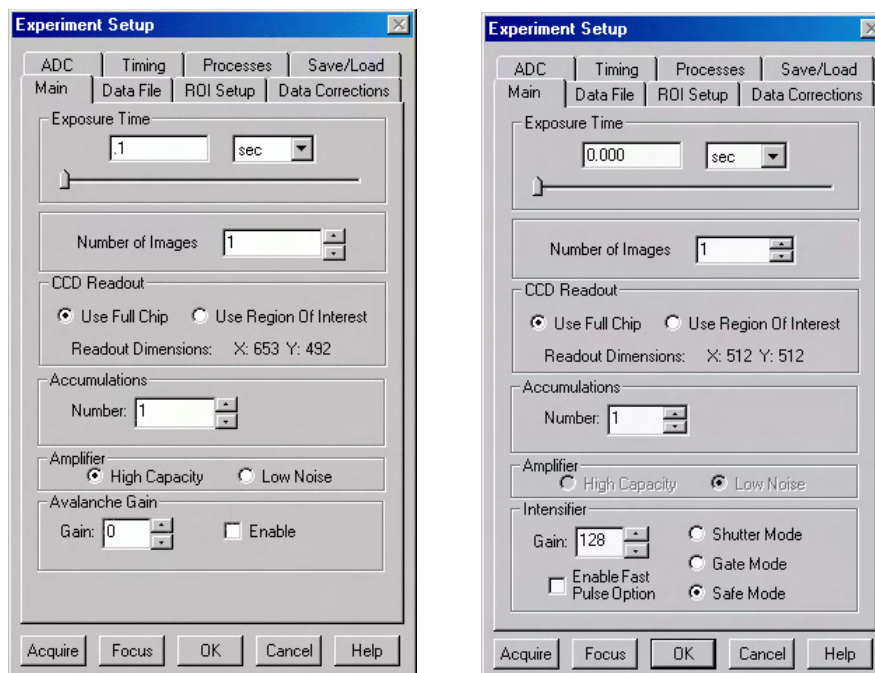 Experiment Setup
ADC Timing Processes Save/Load
Main Data File ROI Setup Data Corrections
Exposure Time
.1 sec
Number of Images 1
CCD Readout
Use Full Chip Use Region Of Interest
Readout Dimensions: X: 653 Y: 492
Accumulations
Number: 1
Amplifier
High Capacity Low Noise
Avalanche Gain
Gain: 0 Enable
Acquire Focus OK Cancel Help
Experiment Setup
ADC Timing Processes Save/Load
Main Data File ROI Setup Data Corrections
Exposure Time
0.000 sec
Number of Images 1
CCD Readout
Use Full Chip Use Region Of Interest
Readout Dimensions: X: 512 Y: 512
Accumulations
Number: 1
Amplifier
High Capacity Low Noise
Intensifier
Gain: 128 Shutter Mode
Gate Mode
Enable Fast
Pulse Option Safe Mode
Acquire Focus OK Cancel Help